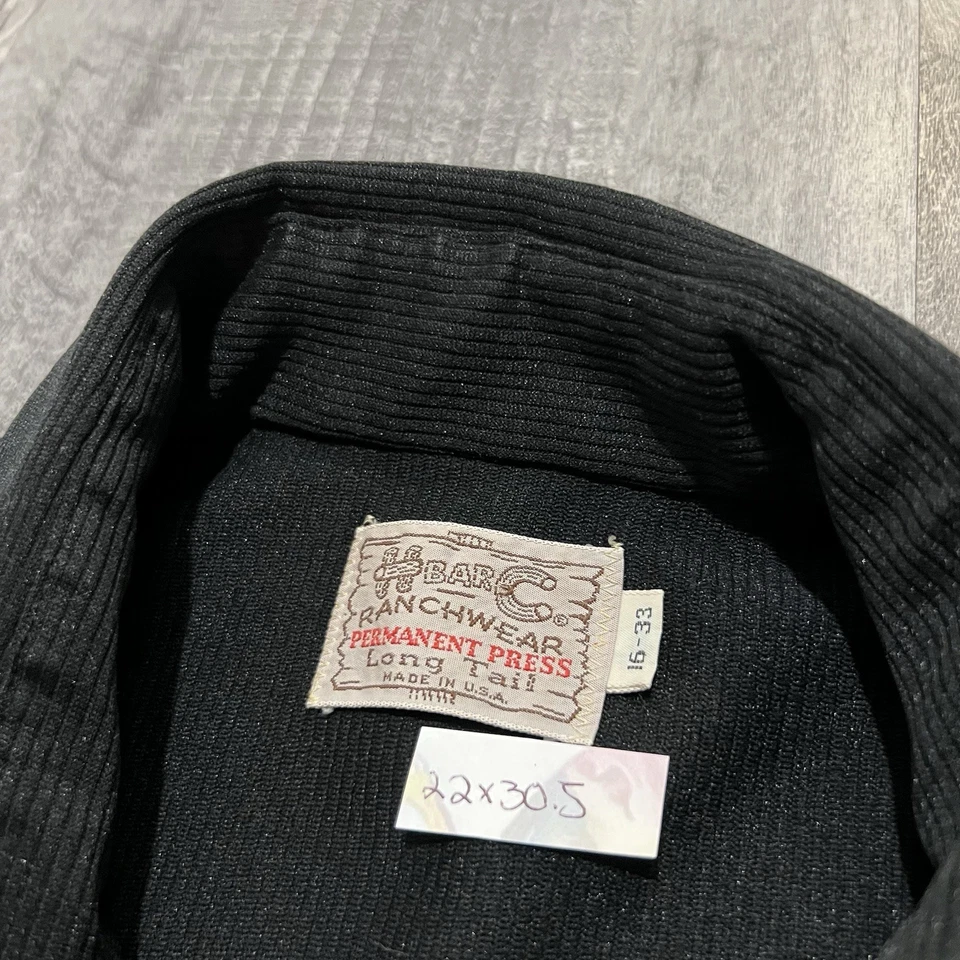 H BAR C®
RANCHWEAR
PERMANENT PRESS
Long Tail
MADE IN U.S.A.
16-33
22x30.5